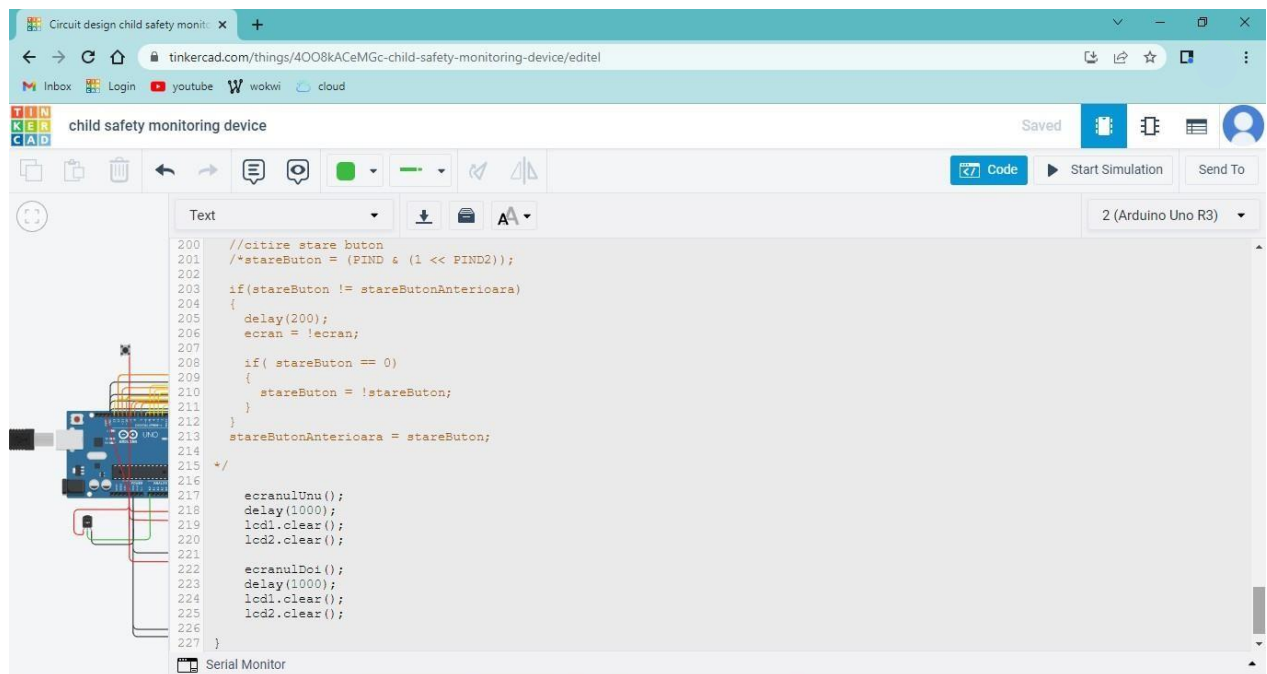 Circuit design child safety monito
tinkercad.com/things/4OO8kACeMGc-child-safety-monitoring-device/editel
Inbox Login youtube wokwi cloud
TIN
KER
CAD
child safety monitoring device
Saved
Code
Start Simulation
Send To
Text
2 (Arduino Uno R3)
200 //citire stare buton
201 /*stareButon = (PIND & (1 << PIND2));
202
203 if(stareButon != stareButonAnterioara)
204 {
205 delay(200);
206 ecran = !ecran;
207
208 if( stareButon == 0)
209 {
210 stareButon = !stareButon;
211 }
212 }
213 stareButonAnterioara = stareButon;
214
215 */
216
217 ecranulUnu();
218 delay(1000);
219 lcd1.clear();
220 lcd2.clear();
221
222 ecranulDoi();
223 delay(1000);
224 lcd1.clear();
225 lcd2.clear();
226
227 }
UNO
Serial Monitor